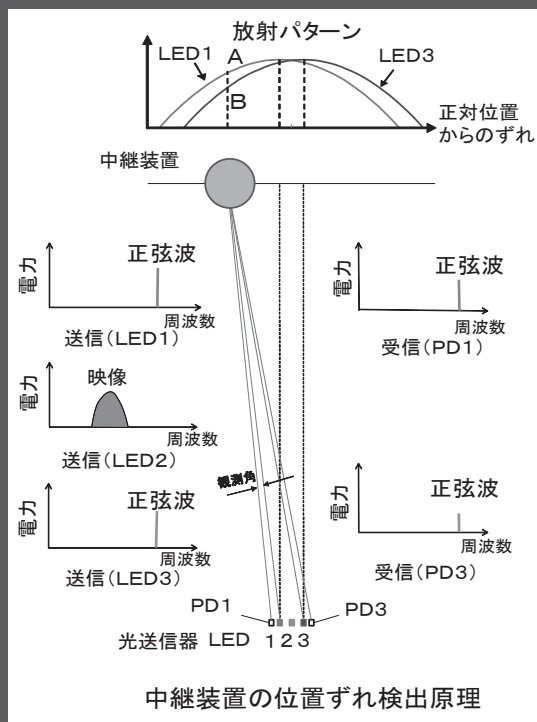 放射パターン
LED1
A
LED3
B
正対位置
からのずれ
中継装置
電力
正弦波
周波数
送信(LED1)
電力
正弦波
周波数
受信(PD1)
電力
映像
周波数
送信(LED2)
観測角
電力
正弦波
周波数
送信(LED3)
電力
正弦波
周波数
受信(PD3)
PD1
PD3
光送信器 LED 1 2 3
中継装置の位置ずれ検出原理